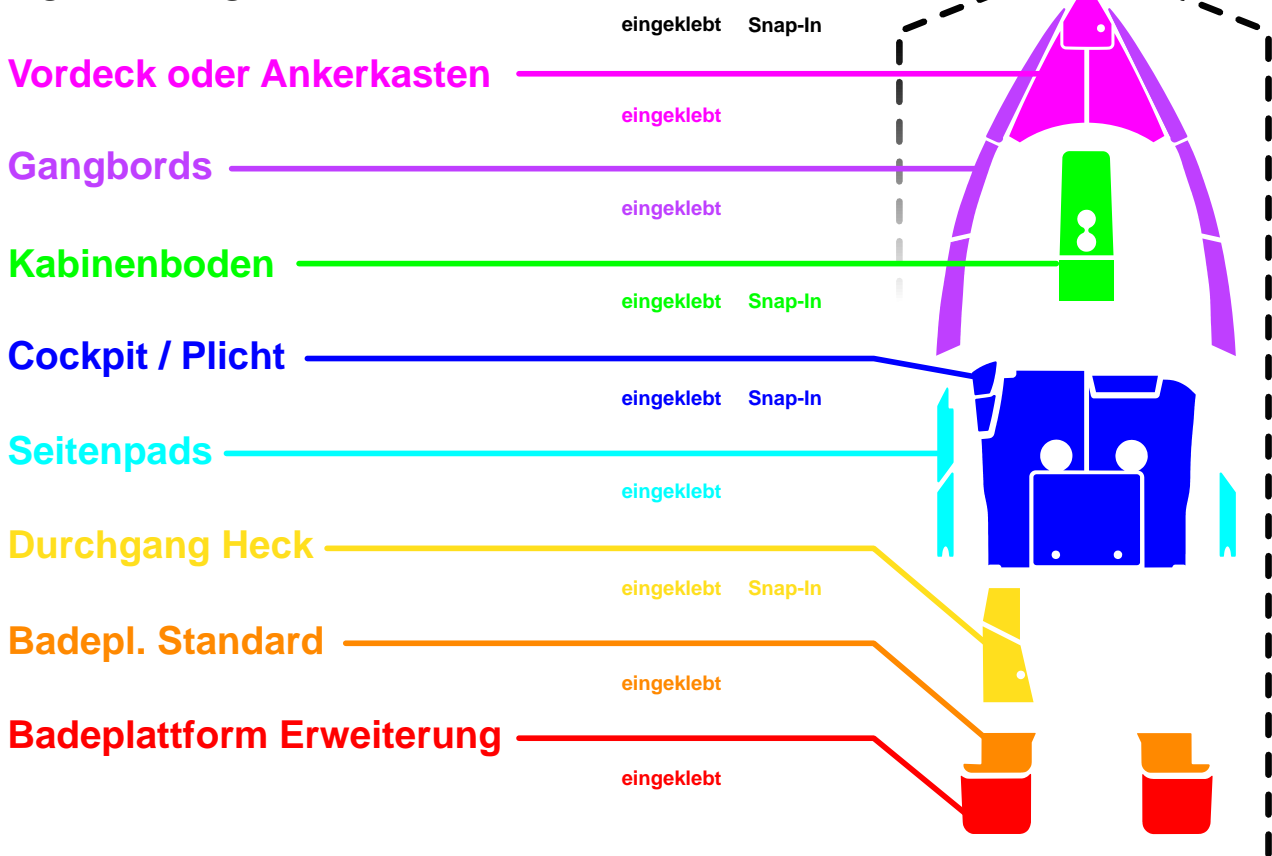 eingeklebt Snap-In
Vordeck oder Ankerkasten
eingeklebt
Gangbords
eingeklebt
Kabinenboden
eingeklebt Snap-In
Cockpit / Plicht
eingeklebt Snap-In
Seitenpads
eingeklebt
Durchgang Heck
eingeklebt Snap-In
Badepl. Standard
eingeklebt
Badeplattform Erweiterung
eingeklebt